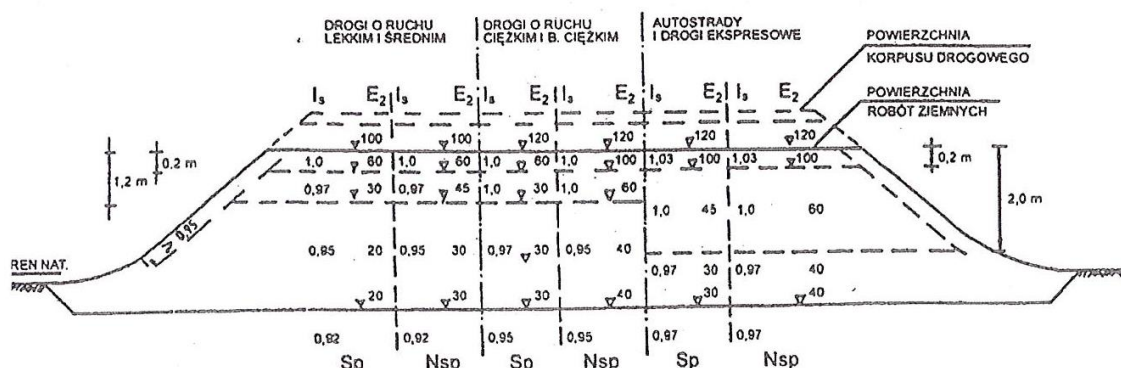 DROGI O RUCHU LEKKIM I ŚREDNIM
DROGI O RUCHU CIĘŻKIM I B. CIĘŻKIM
AUTOSTRADY I DROGI EKSPRESOWE
POWIERZCHNIA KORPUSU DROGOWEGO
POWIERZCHNIA ROBÓT ZIEMNYCH
Is E2 Is E2 Is E2 Is E2 Is E2 Is E2
100 100 120 120 120 120
0,2 m 1,0 60 1,0 60 1,0 60 1,0 100 1,03 100 1,03 100 0,2 m
1,2 m 0,97 30 0,97 45 1,0 30 1,0 60 2,0 m
1,0 45 1,0 60
Is ≥ 0,95
0,95 20 0,95 30 0,97 30 0,95 40
REN NAT.
0,97 30 0,97 40
20 30 30 40 30 40
0,92 0,92 0,95 0,95 0,97 0,97
Sp Nsp Sp Nsp Sp Nsp